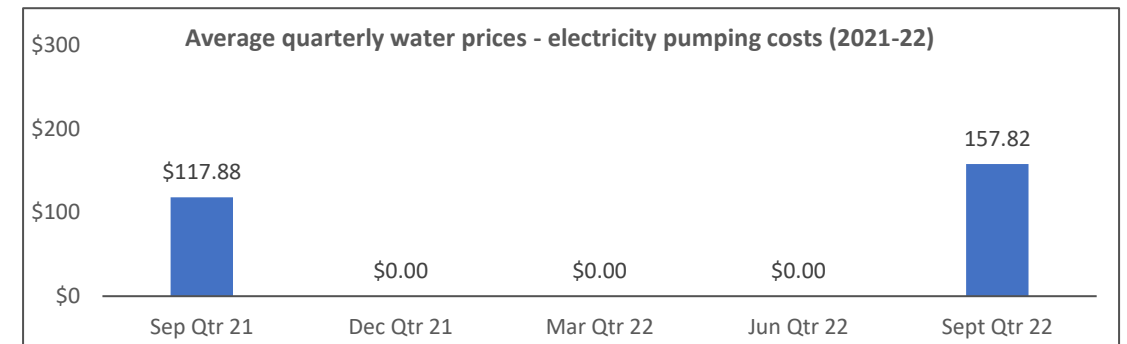 Average quarterly water prices - electricity pumping costs (2021-22)
$300
$200
$100
$0
$117.88
$0.00
$0.00
$0.00
157.82
Sep Qtr 21
Dec Qtr 21
Mar Qtr 22
Jun Qtr 22
Sept Qtr 22